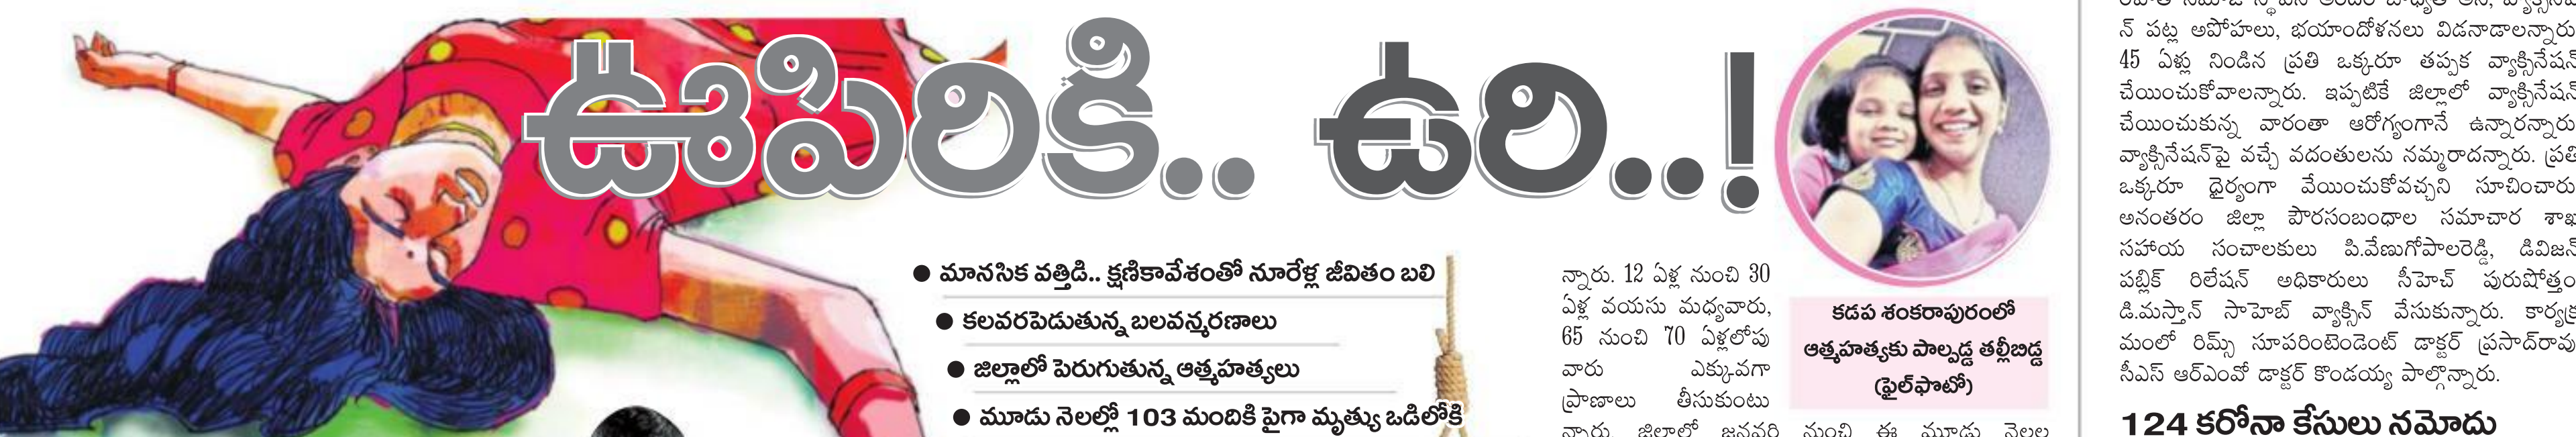 ఊపిరికి.. ఉరి..!
● మానసిక వత్తిడి.. క్షణికావేశంతో నూరేళ్ల జీవితం బలి
● కలవరపెడుతున్న బలవన్మరణాలు
● జిల్లాలో పెరుగుతున్న ఆత్మహత్యలు
● మూడు నెలల్లో 103 మందికి పైగా మృత్యు ఒడిలోకి
న్నారు. 12 ఏళ్ల నుంచి 30
ఏళ్ల వయసు మధ్యవారు,
65 నుంచి 70 ఏళ్లలోపు
వారు ఎక్కువగా
ప్రాణాలు తీసుకుంటు
న్నారు. జిల్లాలో జనవరి నుంచి ఈ మూడు నెలల
కడప శంకరాపురంలో
ఆత్మహత్యకు పాల్పడ్డ తల్లీబిడ్డ
(ఫైల్‌ఫొటో)
న్ పట్ల అపోహలు, భయాందోళనలు విడనాడాలన్నారు
45 ఏళ్లు నిండిన ప్రతి ఒక్కరూ తప్పక వ్యాక్సినేషన్
చేయించుకోవాలన్నారు. ఇప్పటికే జిల్లాలో వ్యాక్సినేషన్
చేయించుకున్న వారంతా ఆరోగ్యంగానే ఉన్నారన్నారు
వ్యాక్సినేషన్‌పై వచ్చే వదంతులను నమ్మరాదన్నారు. ప్రతి
ఒక్కరూ ధైర్యంగా వేయించుకోవచ్చని సూచించారు
అనంతరం జిల్లా పౌరసంబంధాల సమాచార శాఖ
సహాయ సంచాలకులు పి.వేణుగోపాలరెడ్డి, డివిజన్
పబ్లిక్ రిలేషన్ అధికారులు సీహెచ్ పురుషోత్తం
డి.మస్తాన్ సాహెబ్ వ్యాక్సిన్ వేసుకున్నారు. కార్యక్ర
మంలో రిమ్స్ సూపరింటెండెంట్ డాక్టర్ ప్రసాద్‌రావు
సీఎస్ ఆర్ఎంవో డాక్టర్ కొండయ్య పాల్గొన్నారు.
124 కరోనా కేసులు నమోదు